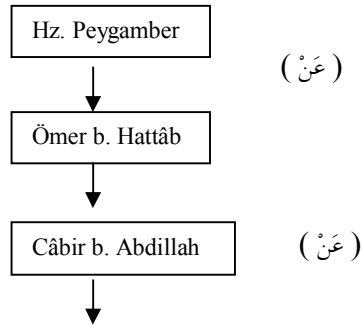 Hz. Peygamber
( عَنْ )
Ömer b. Hattâb
Câbir b. Abdillah
( عَنْ )